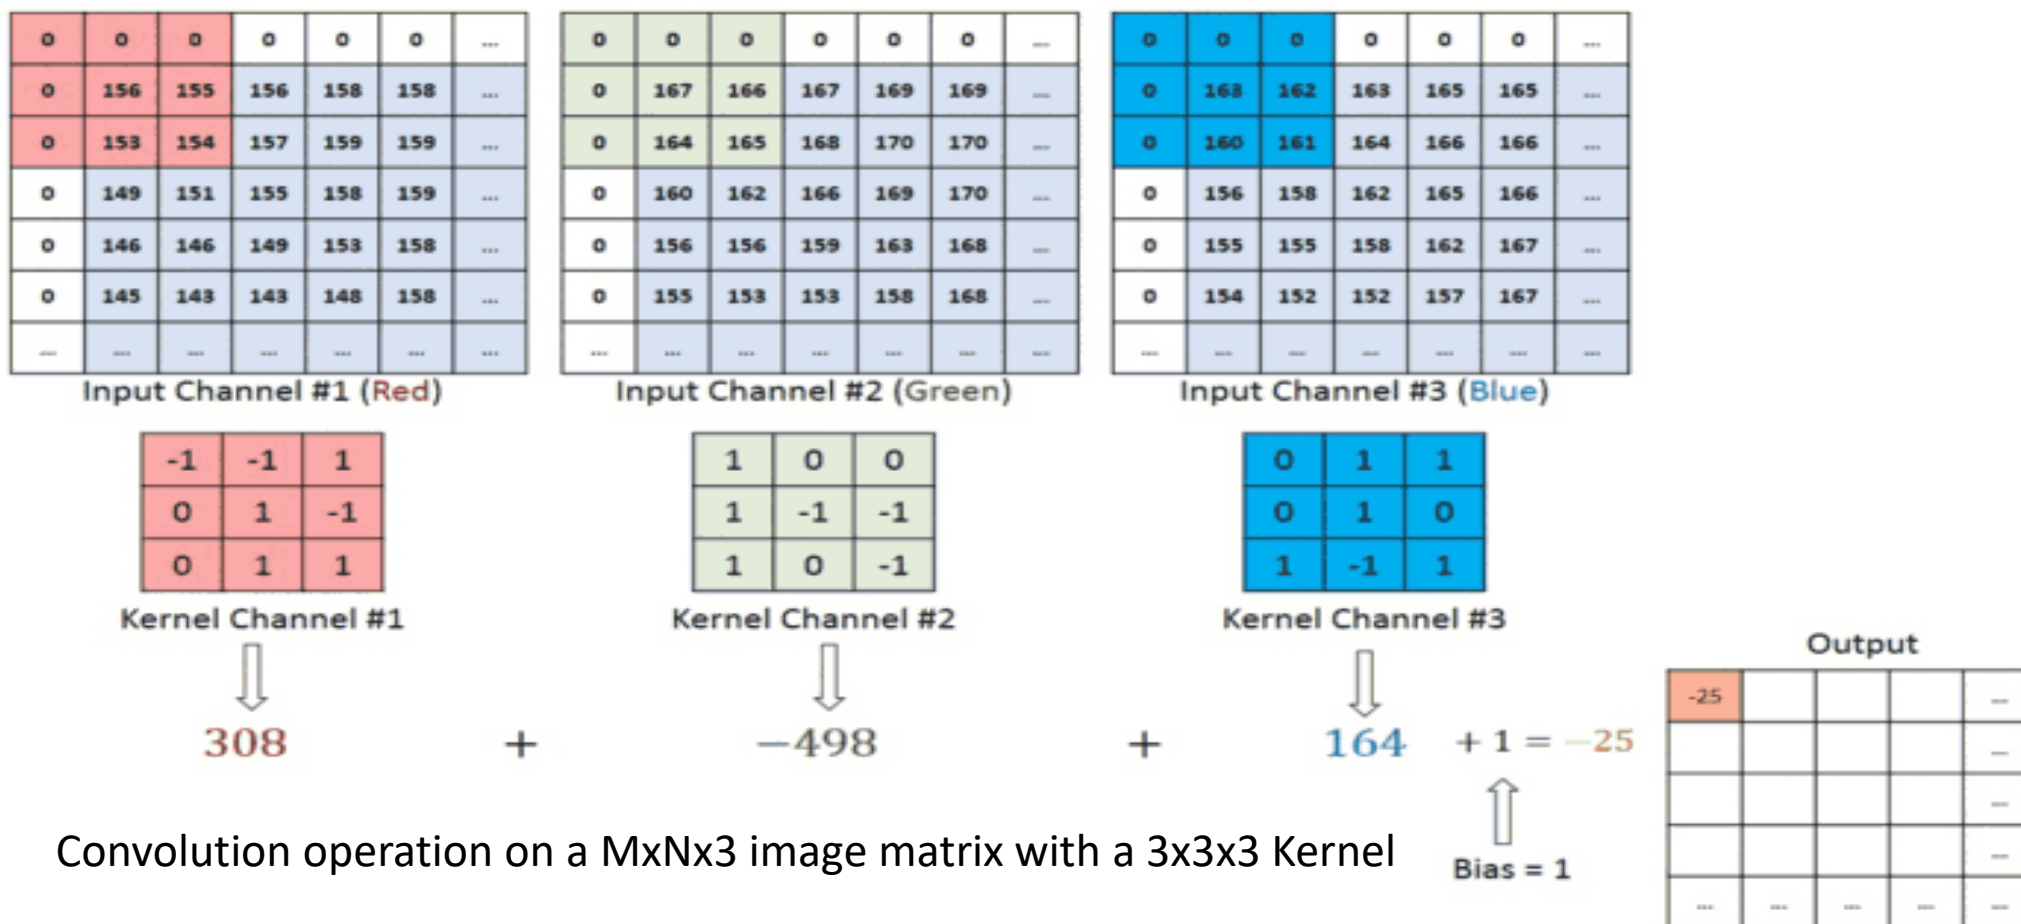 0 0 0 0 0 0 ...
0 156 155 156 158 158 ...
0 153 154 157 159 159 ...
0 149 151 155 158 159 ...
0 146 146 149 153 158 ...
0 145 143 143 148 158 ...
... ... ... ... ... ... ...
Input Channel #1 (Red)
0 0 0 0 0 0 ...
0 167 166 167 169 169 ...
0 164 165 168 170 170 ...
0 160 162 166 169 170 ...
0 156 156 159 163 168 ...
0 155 153 153 158 168 ...
... ... ... ... ... ... ...
Input Channel #2 (Green)
0 0 0 0 0 0 ...
0 163 162 163 165 165 ...
0 160 161 164 166 166 ...
0 156 158 162 165 166 ...
0 155 155 158 162 167 ...
0 154 152 152 157 167 ...
... ... ... ... ... ... ...
Input Channel #3 (Blue)
-1 -1 1
0 1 -1
0 1 1
Kernel Channel #1
1 0 0
1 -1 -1
1 0 -1
Kernel Channel #2
0 1 1
0 1 0
1 -1 1
Kernel Channel #3
308 + −498 + 164 + 1 = −25
Bias = 1
Output
-25 ...
...
...
...
... ... ... ... ...
Convolution operation on a MxNx3 image matrix with a 3x3x3 Kernel